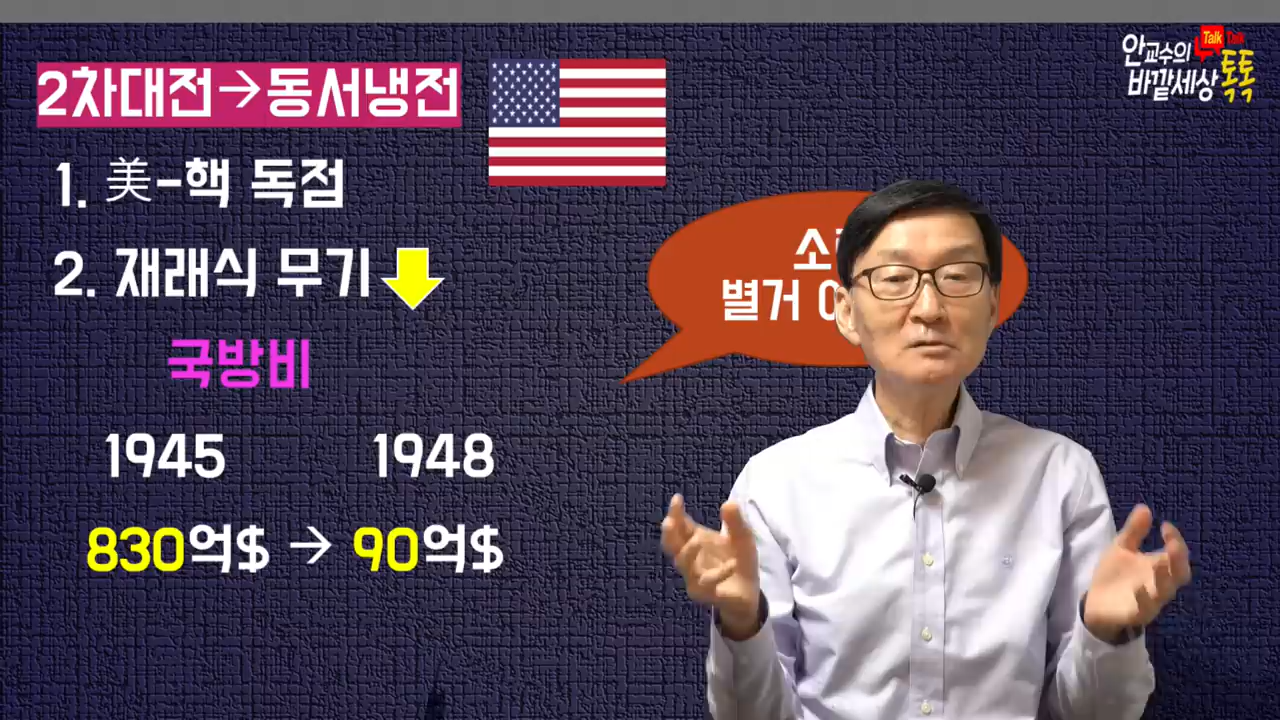 2차대전→동서냉전
1. 美-핵 독점
2. 재래식 무기
국방비
1945 1948
830억$ → 90억$
별거
안교수의
Talk Talk
바깥세상 톡톡